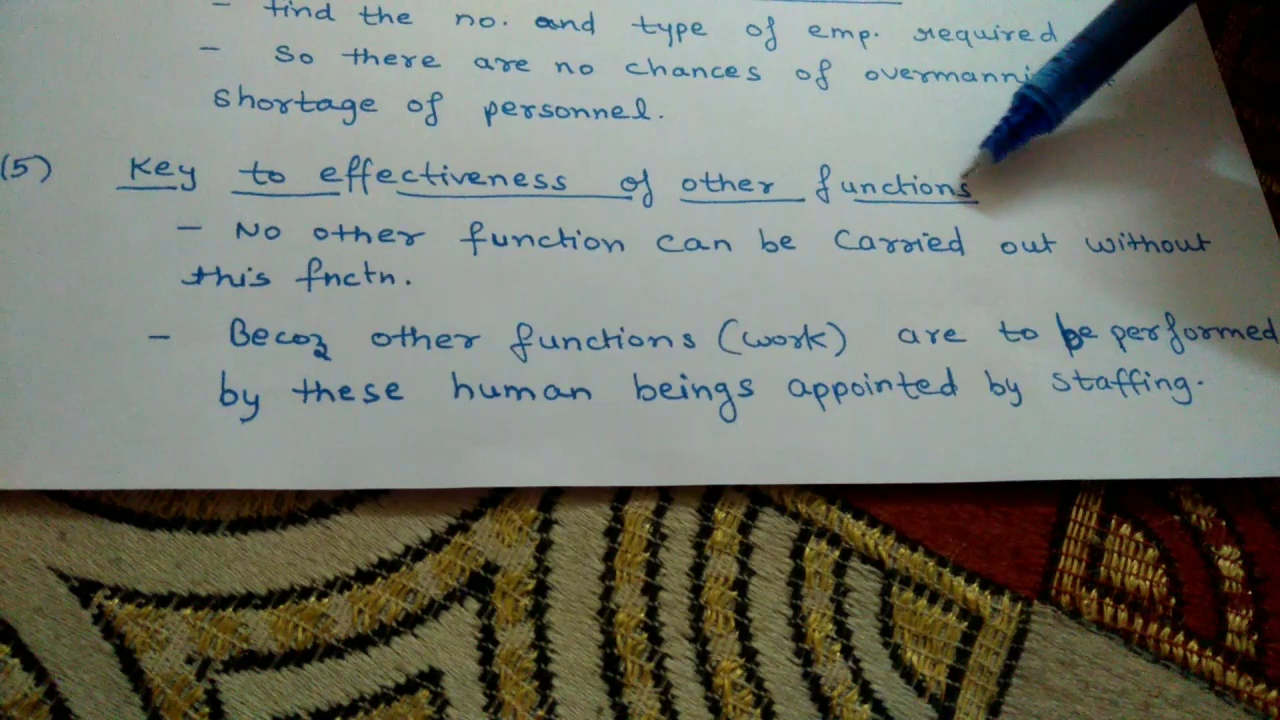 - find the no. and type of emp. required
- So there are no chances of overmanni
shortage of personnel.
(5) Key to effectiveness of other functions
- No other function can be carried out without
this fnctn.
- Becoz other functions (work) are to be performed
by these human beings appointed by staffing.